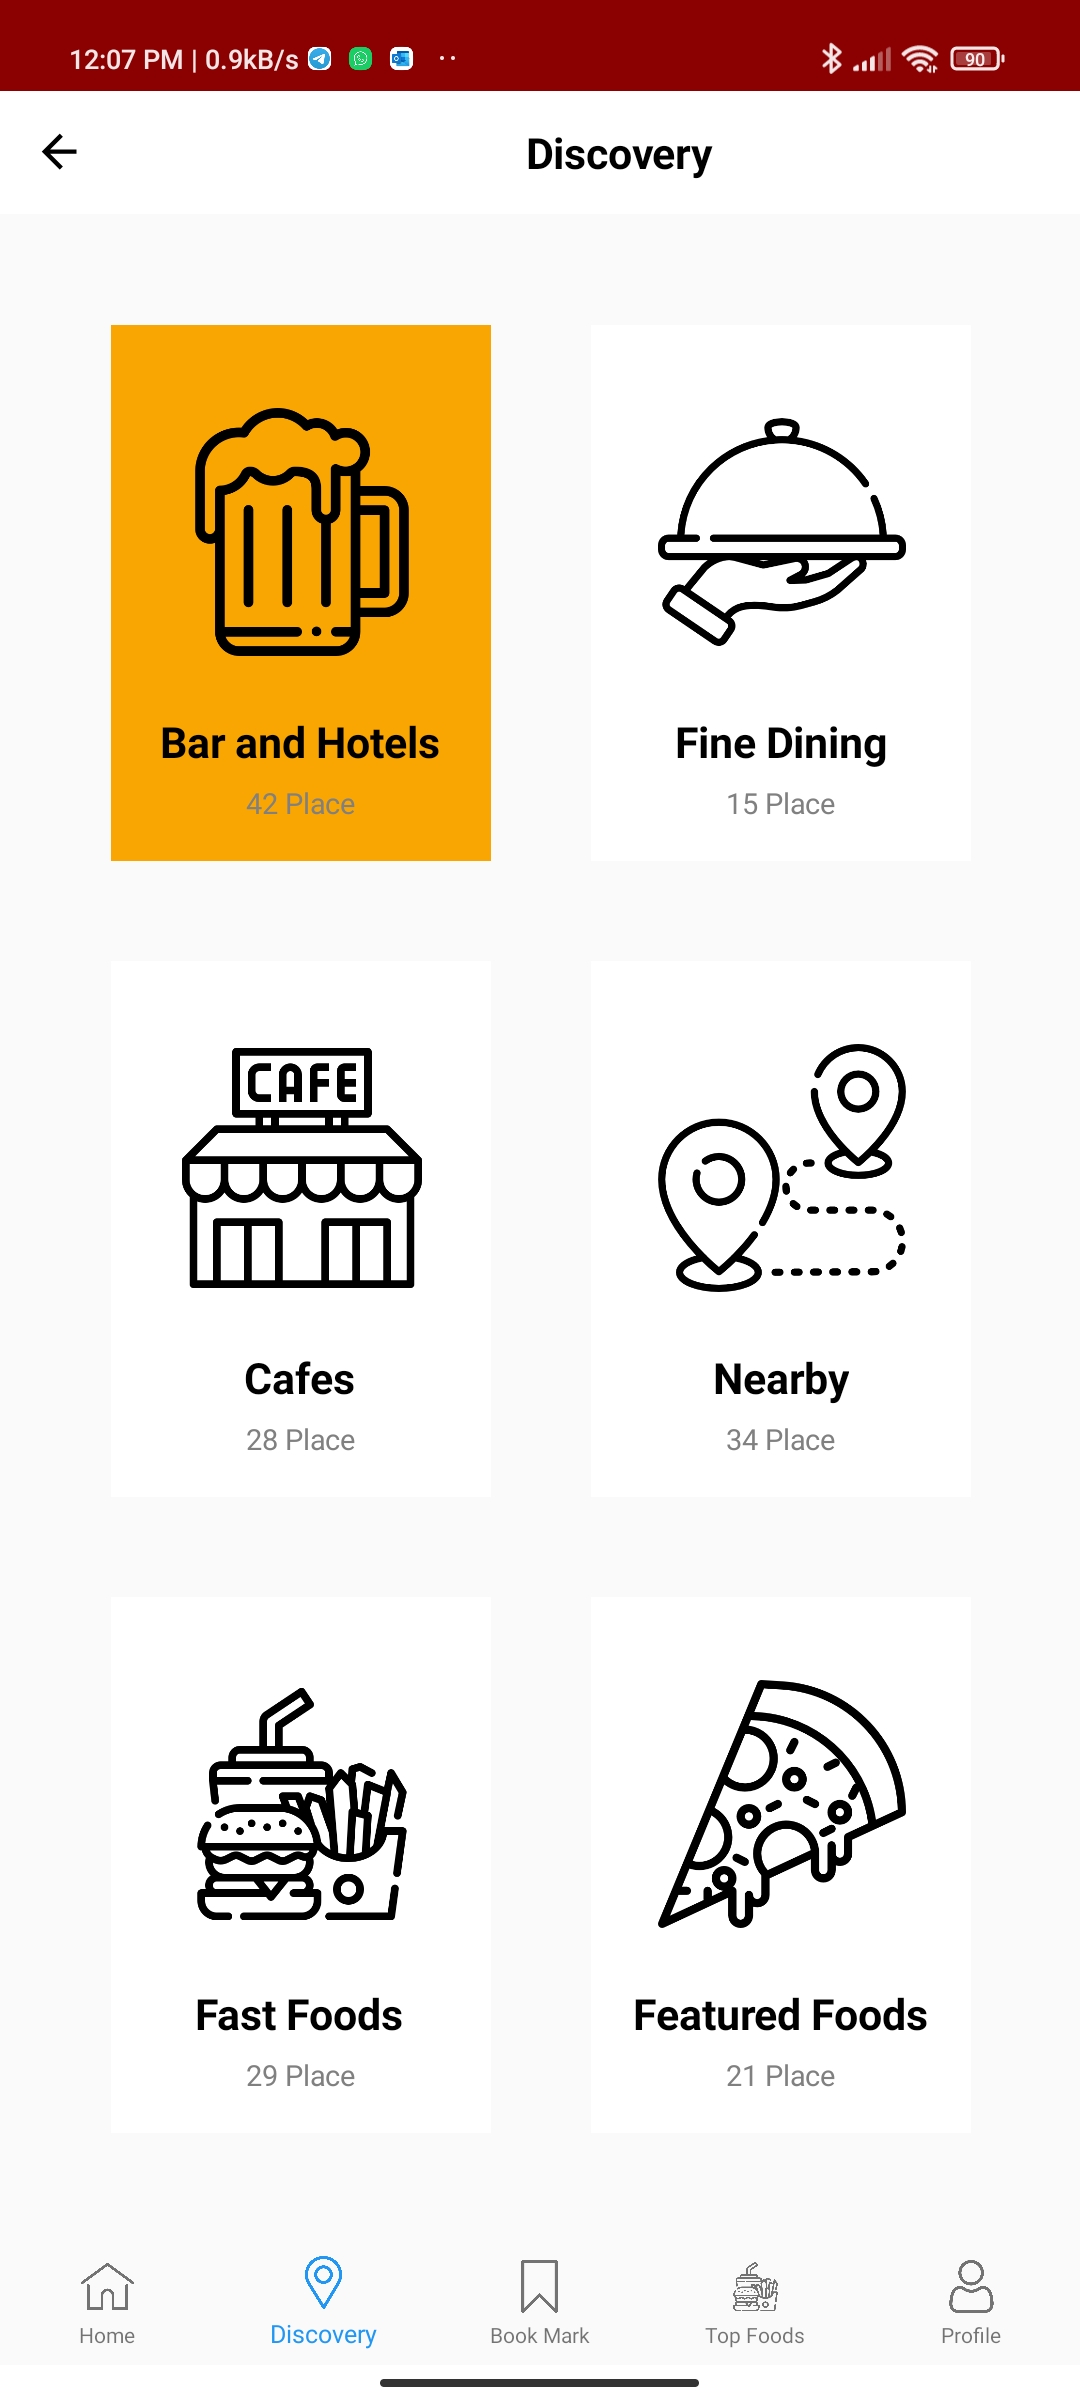 12:07 PM | 0.9kB/s
90
Discovery
Bar and Hotels
42 Place
Fine Dining
15 Place
CAFE
Cafes
28 Place
Nearby
34 Place
Fast Foods
29 Place
Featured Foods
21 Place
Home
Discovery
Book Mark
Top Foods
Profile